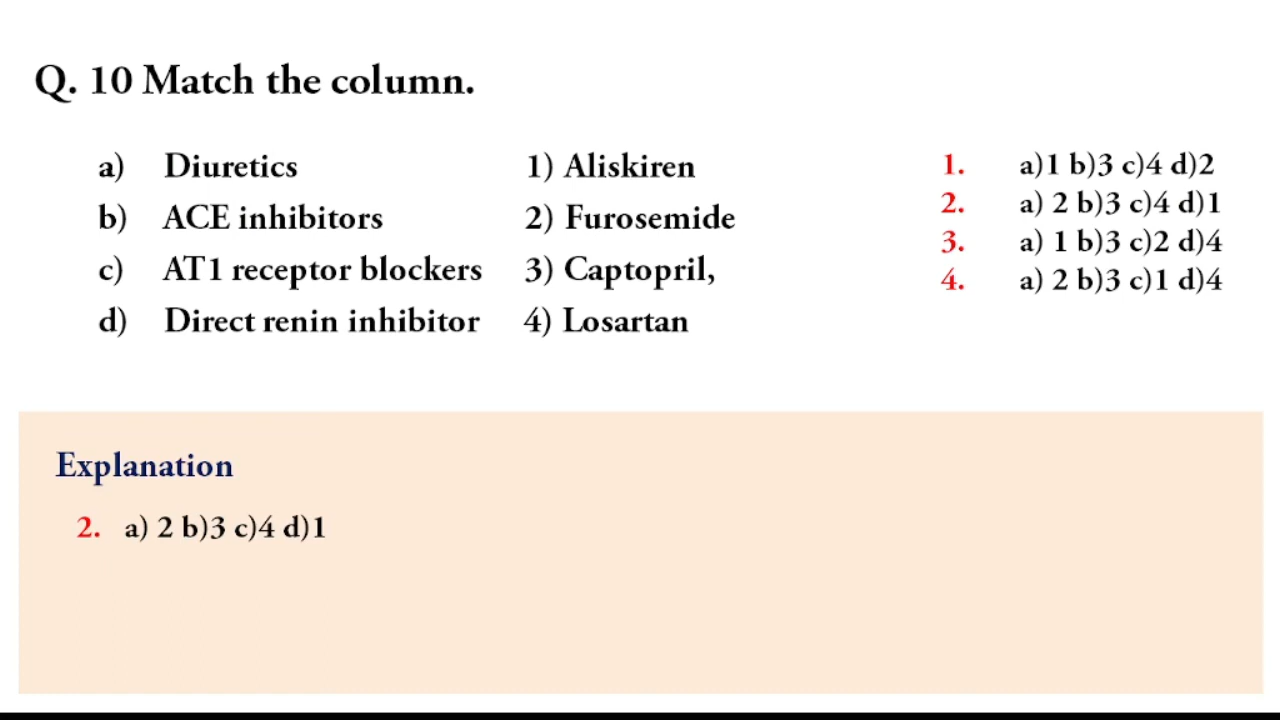 Q. 10 Match the column.
a) Diuretics 1) Aliskiren 1. a)1 b)3 c)4 d)2
b) ACE inhibitors 2) Furosemide 2. a) 2 b)3 c)4 d)1
c) AT1 receptor blockers 3) Captopril, 3. a) 1 b)3 c)2 d)4
d) Direct renin inhibitor 4) Losartan 4. a) 2 b)3 c)1 d)4
Explanation
2. a) 2 b)3 c)4 d)1